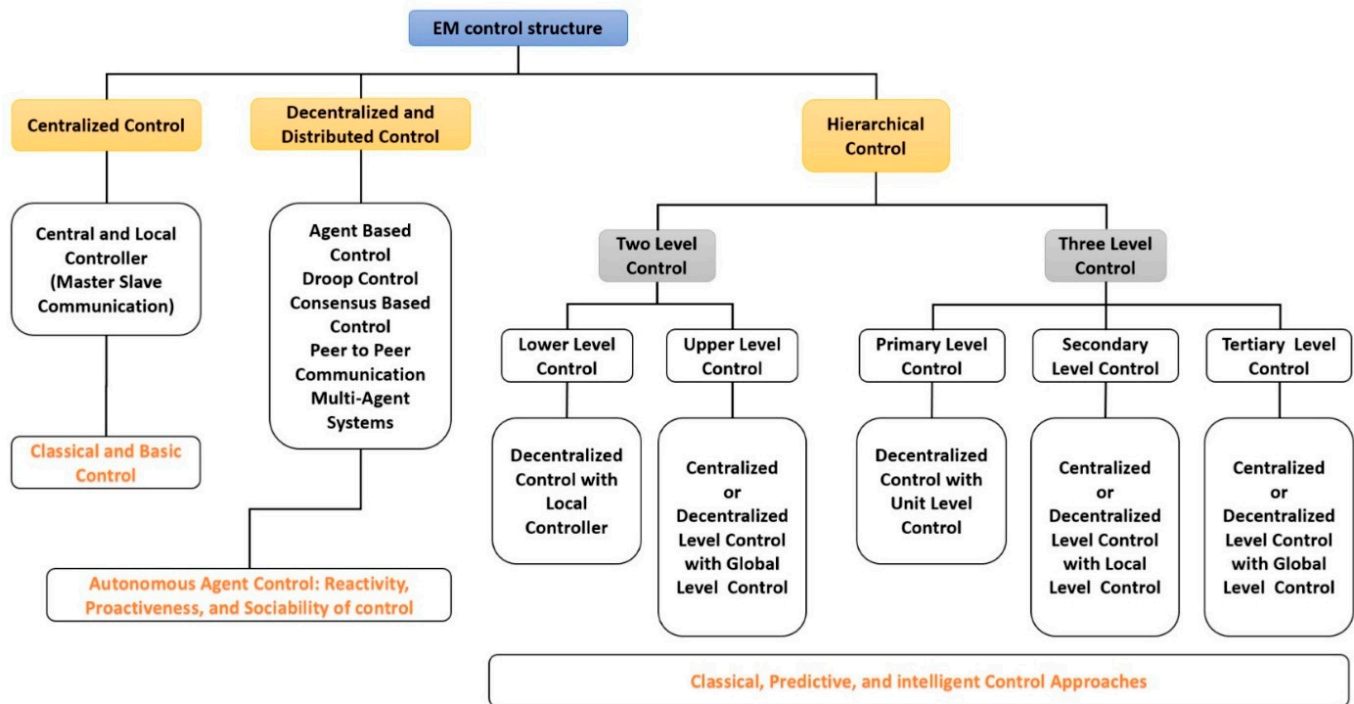 EM control structure
Centralized Control
Decentralized and
Distributed Control
Hierarchical
Control
Central and Local
Controller
(Master Slave
Communication)
Agent Based
Control
Droop Control
Consensus Based
Control
Peer to Peer
Communication
Multi-Agent
Systems
Two Level
Control
Three Level
Control
Lower Level
Control
Upper Level
Control
Primary Level
Control
Secondary
Level Control
Tertiary Level
Control
Classical and Basic
Control
Decentralized
Control with
Local
Controller
Centralized
or
Decentralized
Level Control
with Global
Level Control
Decentralized
Control with
Unit Level
Control
Centralized
or
Decentralized
Level Control
with Local
Level Control
Centralized
or
Decentralized
Level Control
with Global
Level Control
Autonomous Agent Control: Reactivity,
Proactiveness, and Sociability of control
Classical, Predictive, and intelligent Control Approaches